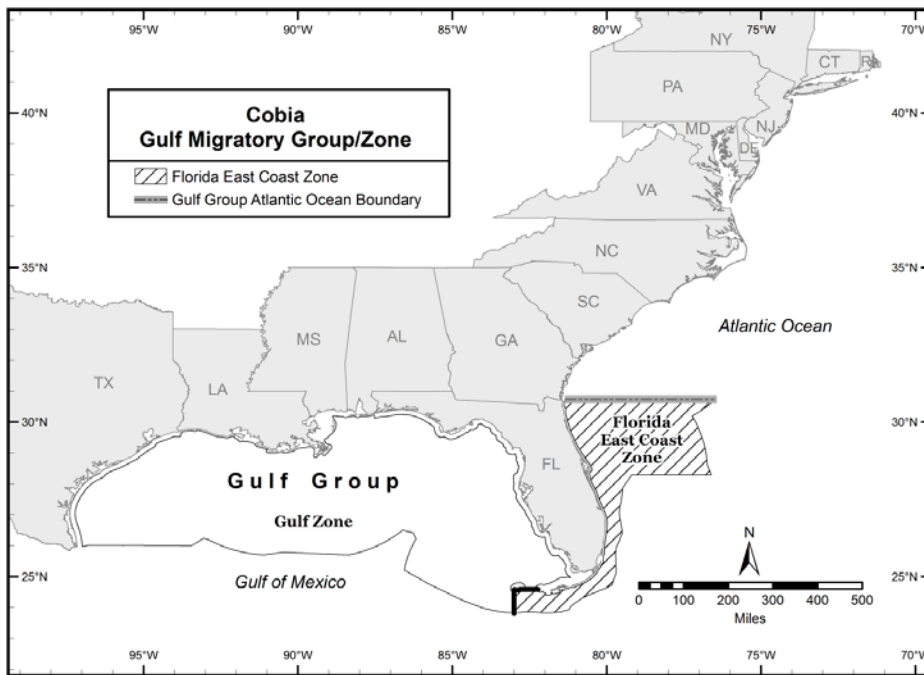 95°W 90°W 85°W 80°W 75°W 70°W
NY
CT
RI
PA
40°N
40°N
Cobia
Gulf Migratory Group/Zone
NJ
MD
DE
Florida East Coast Zone
Gulf Group Atlantic Ocean Boundary
VA
NC
35°N
35°N
SC
Atlantic Ocean
MS
AL
GA
TX
LA
30°N
30°N
Florida
East Coast
Zone
FL
Gulf Group
Gulf Zone
N
Gulf of Mexico
25°N
25°N
0 100 200 300 400 500
Miles
95°W 90°W 85°W 80°W 75°W 70°W